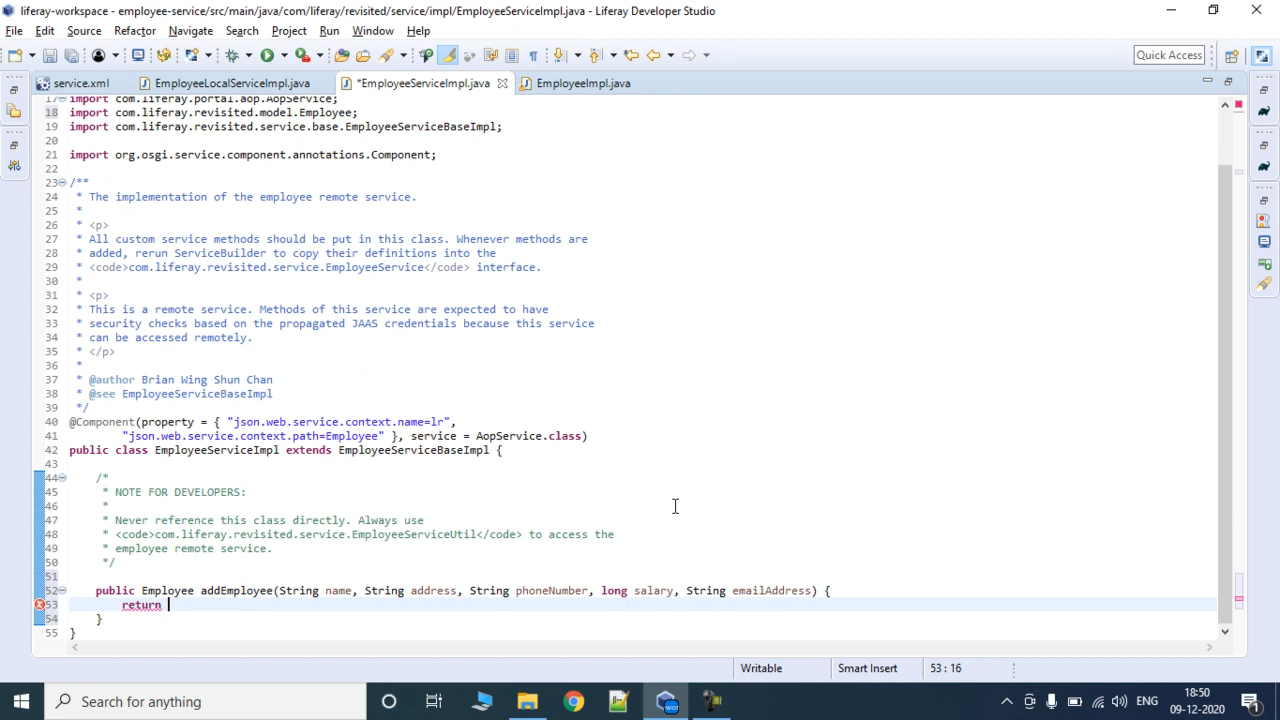 liferay-workspace - employee-service/src/main/java/com/liferay/revisited/service/impl/EmployeeServiceImpl.java - Liferay Developer Studio
File Edit Source Refactor Navigate Search Project Run Window Help
Quick Access
service.xml EmployeeLocalServiceImpl.java *EmployeeServiceImpl.java EmployeeImpl.java
17 import com.liferay.portal.aop.AopService;
18 import com.liferay.revisited.model.Employee;
19 import com.liferay.revisited.service.base.EmployeeServiceBaseImpl;
20
21 import org.osgi.service.component.annotations.Component;
22
23 /**
24 * The implementation of the employee remote service.
25 *
26 * <p>
27 * All custom service methods should be put in this class. Whenever methods are
28 * added, rerun ServiceBuilder to copy their definitions into the
29 * <code>com.liferay.revisited.service.EmployeeService</code> interface.
30 *
31 * <p>
32 * This is a remote service. Methods of this service are expected to have
33 * security checks based on the propagated JAAS credentials because this service
34 * can be accessed remotely.
35 * </p>
36 *
37 * @author Brian Wing Shun Chan
38 * @see EmployeeServiceBaseImpl
39 */
40 @Component(property = { "json.web.service.context.name=lr",
41 "json.web.service.context.path=Employee" }, service = AopService.class)
42 public class EmployeeServiceImpl extends EmployeeServiceBaseImpl {
43
44 /*
45 * NOTE FOR DEVELOPERS:
46 *
47 * Never reference this class directly. Always use
48 * <code>com.liferay.revisited.service.EmployeeServiceUtil</code> to access the
49 * employee remote service.
50 */
51
52 public Employee addEmployee(String name, String address, String phoneNumber, long salary, String emailAddress) {
53 return
54 }
55 }
Writable Smart Insert 53 : 16
Search for anything
ENG
18:50
09-12-2020
1